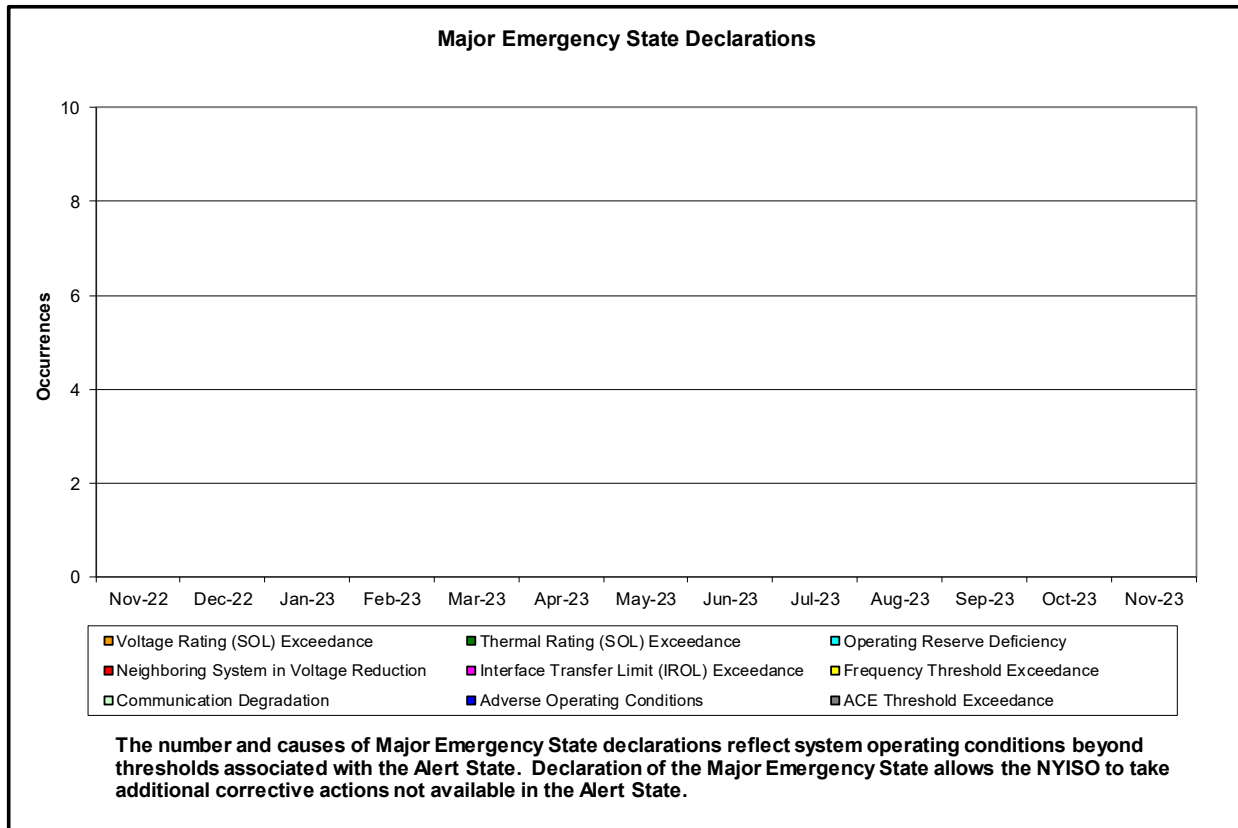 Major Emergency State Declarations
10
8
6
4
2
0
Occurrences
Nov-22 Dec-22 Jan-23 Feb-23 Mar-23 Apr-23 May-23 Jun-23 Jul-23 Aug-23 Sep-23 Oct-23 Nov-23
Voltage Rating (SOL) Exceedance Thermal Rating (SOL) Exceedance Operating Reserve Deficiency
Neighboring System in Voltage Reduction Interface Transfer Limit (IROL) Exceedance Frequency Threshold Exceedance
Communication Degradation Adverse Operating Conditions ACE Threshold Exceedance
The number and causes of Major Emergency State declarations reflect system operating conditions beyond
thresholds associated with the Alert State. Declaration of the Major Emergency State allows the NYISO to take
additional corrective actions not available in the Alert State.